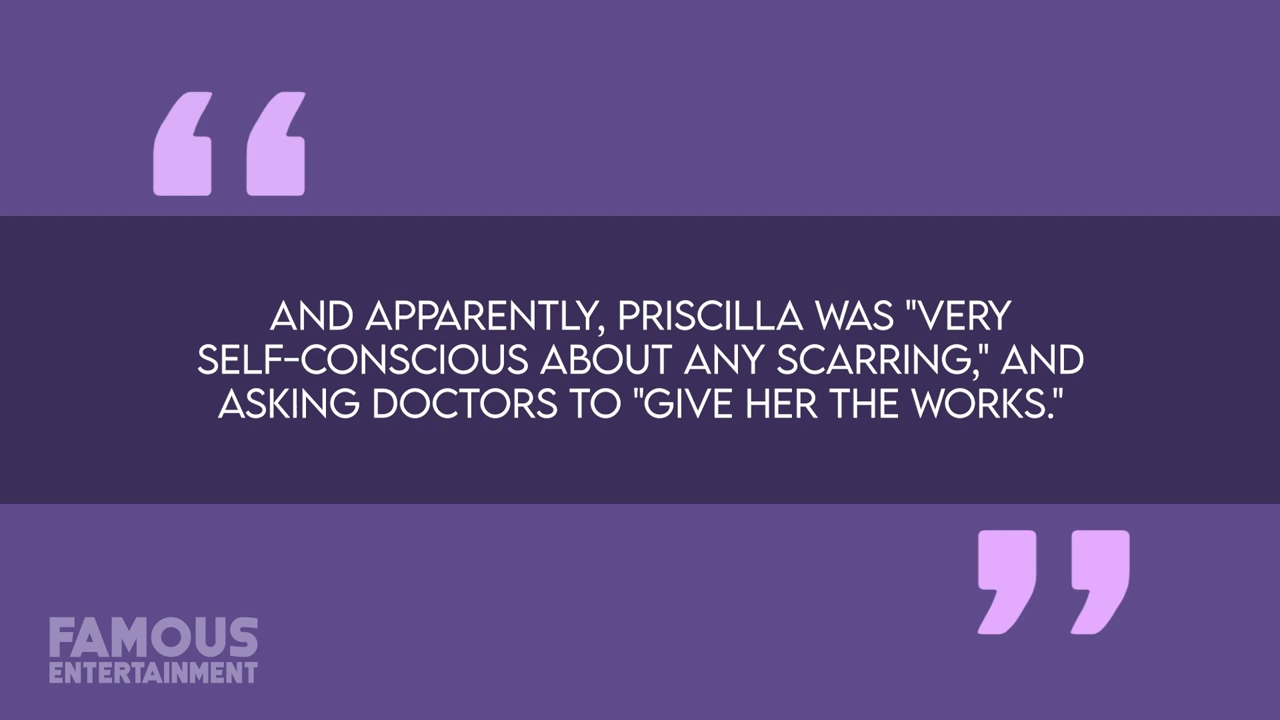 AND APPARENTLY, PRISCILLA WAS "VERY
SELF-CONSCIOUS ABOUT ANY SCARRING," AND
ASKING DOCTORS TO "GIVE HER THE WORKS."
FAMOUS
ENTERTAINMENT